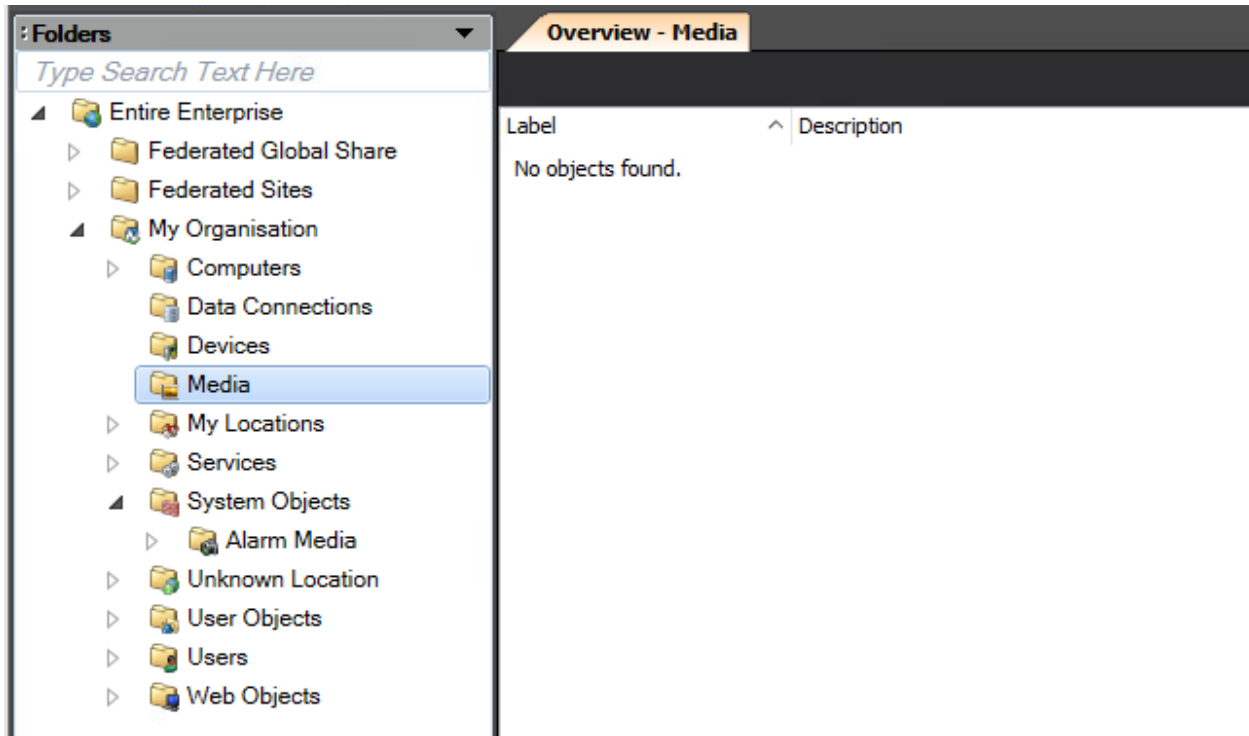 Folders
Type Search Text Here
Entire Enterprise
Federated Global Share
Federated Sites
My Organisation
Computers
Data Connections
Devices
Media
My Locations
Services
System Objects
Alarm Media
Unknown Location
User Objects
Users
Web Objects
Overview - Media
Label Description
No objects found.